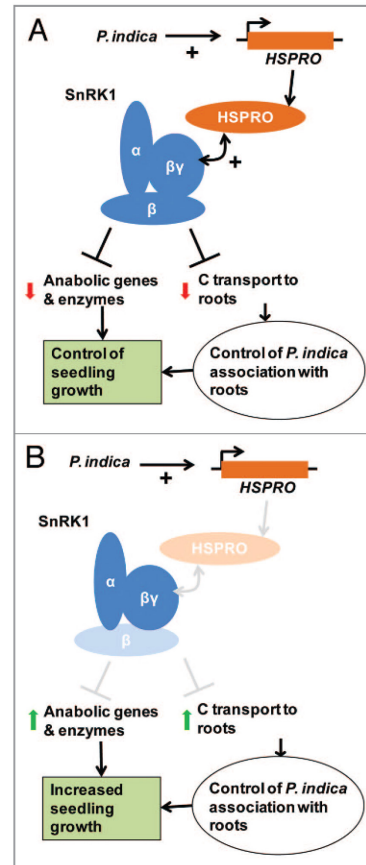 A
P. indica
+
HSPRO
SnRK1
HSPRO
α
βγ
+
β
Anabolic genes
& enzymes
C transport to
roots
Control of
seedling
growth
Control of P. indica
association with
roots
B
P. indica
+
HSPRO
SnRK1
HSPRO
α
βγ
β
Anabolic genes
& enzymes
C transport to
roots
Increased
seedling
growth
Control of P. indica
association with
roots